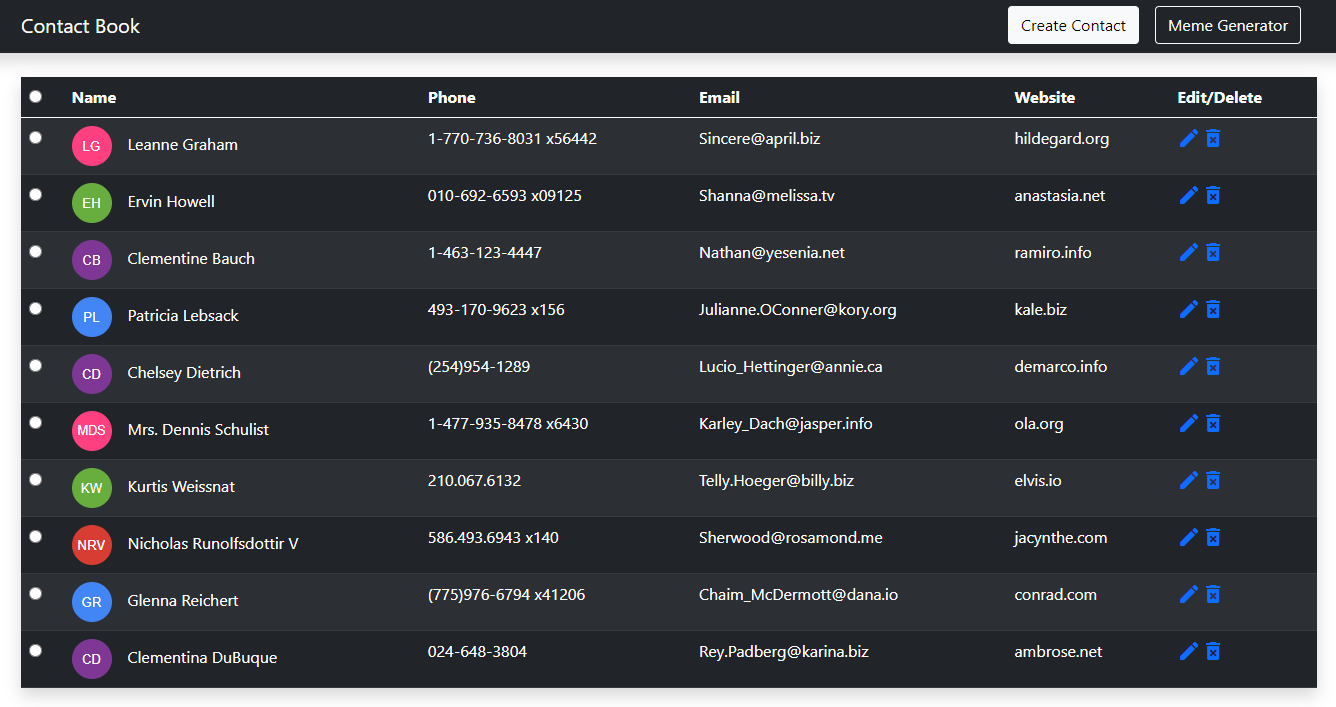 Contact Book Create Contact Meme Generator
Name Phone Email Website Edit/Delete
LG Leanne Graham 1-770-736-8031 x56442 Sincere@april.biz hildegard.org
EH Ervin Howell 010-692-6593 x09125 Shanna@melissa.tv anastasia.net
CB Clementine Bauch 1-463-123-4447 Nathan@yesenia.net ramiro.info
PL Patricia Lebsack 493-170-9623 x156 Julianne.OConner@kory.org kale.biz
CD Chelsey Dietrich (254)954-1289 Lucio_Hettinger@annie.ca demarco.info
MDS Mrs. Dennis Schulist 1-477-935-8478 x6430 Karley_Dach@jasper.info ola.org
KW Kurtis Weissnat 210.067.6132 Telly.Hoeger@billy.biz elvis.io
NRV Nicholas Runolfsdottir V 586.493.6943 x140 Sherwood@rosamond.me jacynthe.com
GR Glenna Reichert (775)976-6794 x41206 Chaim_McDermott@dana.io conrad.com
CD Clementina DuBuque 024-648-3804 Rey.Padberg@karina.biz ambrose.net